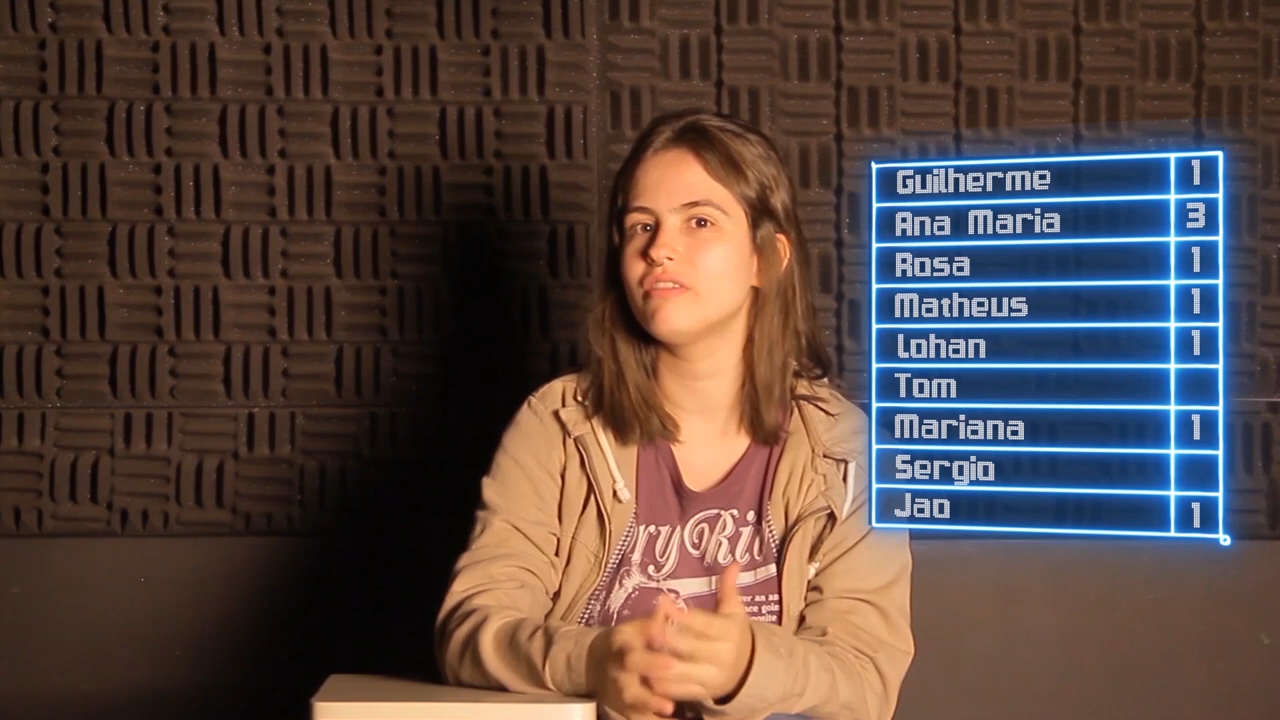 Guilherme 1
Ana Maria 3
Rosa 1
Matheus 1
Lohan 1
Tom
Mariana 1
Sergio
Jao 1